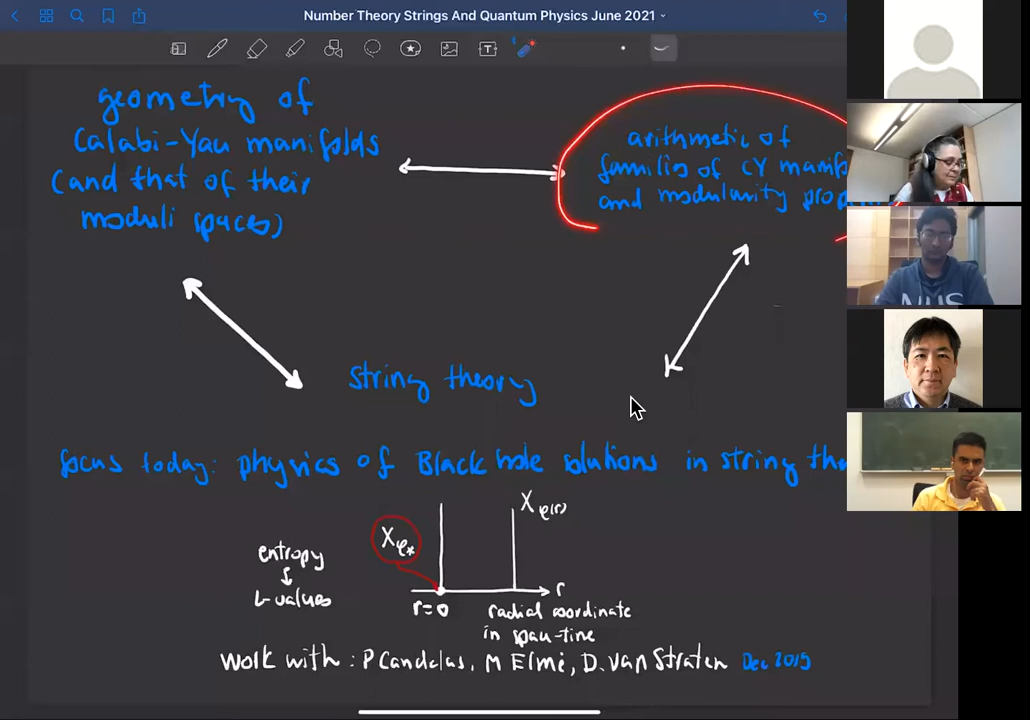 Number Theory Strings And Quantum Physics June 2021
geometry of
Calabi-Yau manifolds
(and that of their
moduli spaces)
arithmetic of
families of CY manif
and modularity prop
string theory
focus today: physics of Black hole solutions in string the
X φ(r)
X φ*
entropy
L-values
r=0
r
radial coordinate
in space-time
work with: P Candelas, M Elmi, D. van Straten Dec 2019
NUS